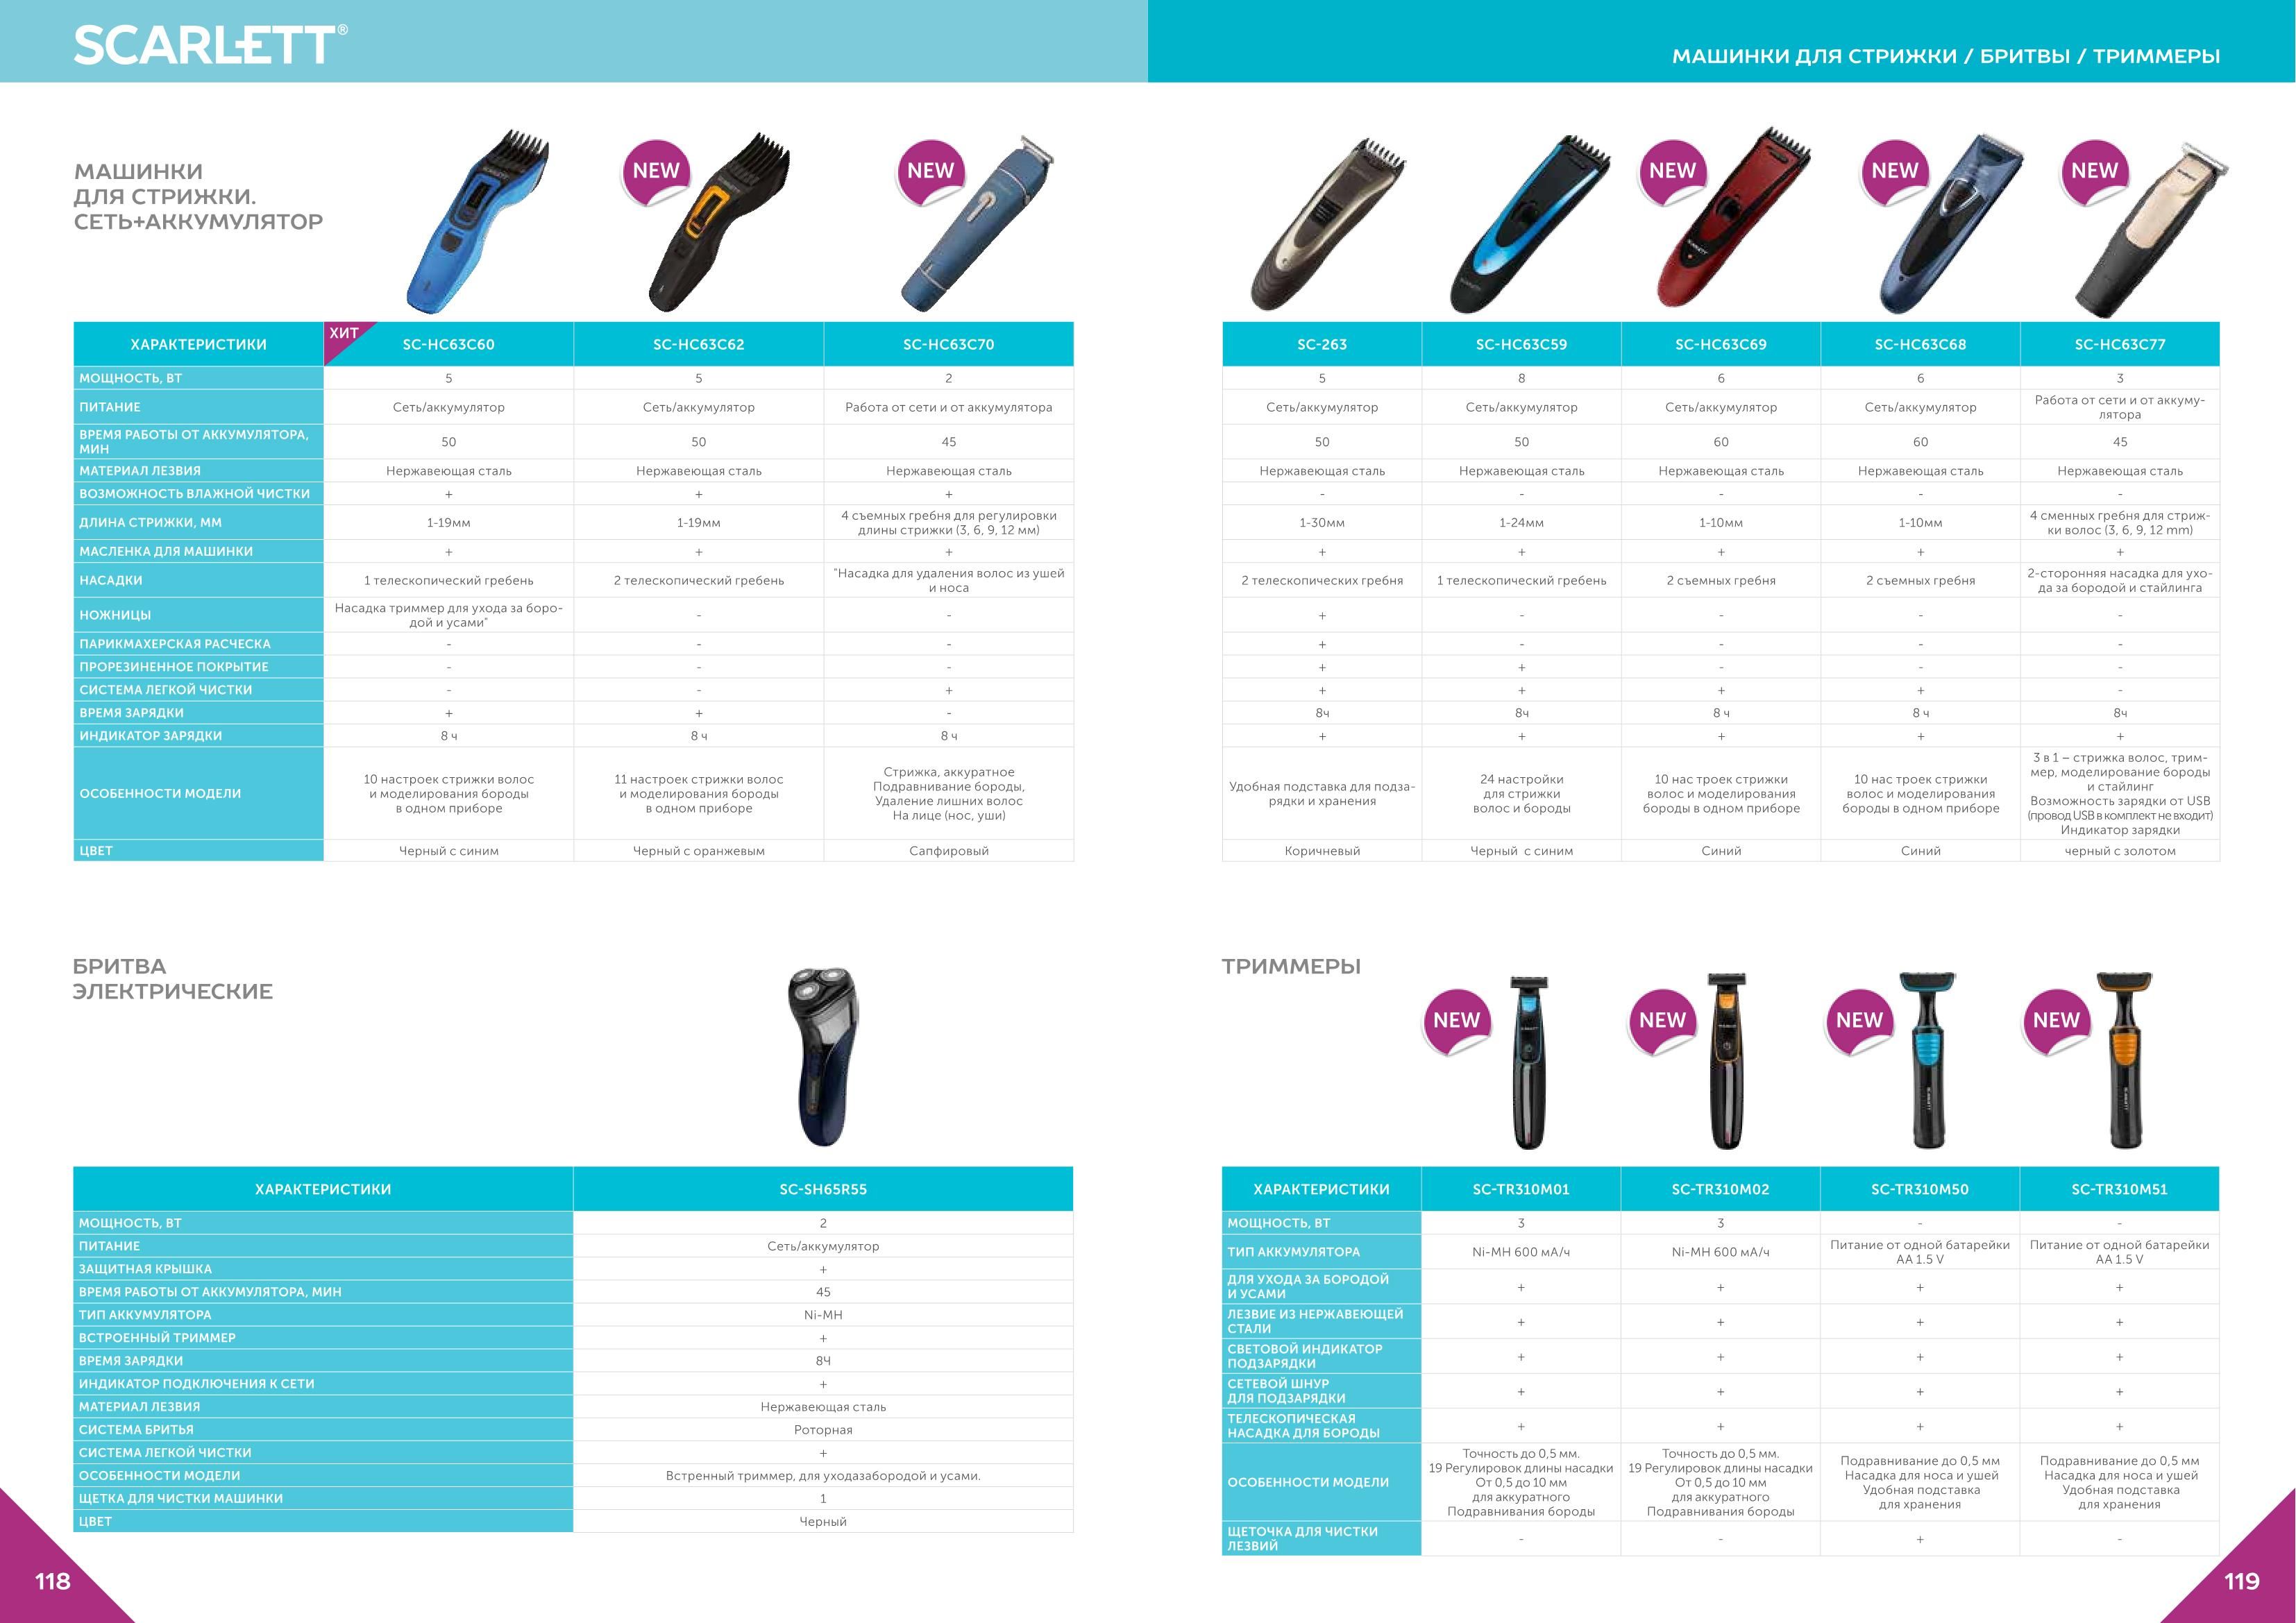 SCARLETT®
МАШИНКИ ДЛЯ СТРИЖКИ / БРИТВЫ / ТРИММЕРЫ
МАШИНКИ
ДЛЯ СТРИЖКИ.
СЕТЬ+АККУМУЛЯТОР
NEW
NEW
ХАРАКТЕРИСТИКИ ХИТ SC-HC63C60 SC-HC63C62 SC-HC63C70
МОЩНОСТЬ, ВТ 5 5 2
ПИТАНИЕ Сеть/аккумулятор Сеть/аккумулятор Работа от сети и от аккумулятора
ВРЕМЯ РАБОТЫ ОТ АККУМУЛЯТОРА,
МИН 50 50 45
МАТЕРИАЛ ЛЕЗВИЯ Нержавеющая сталь Нержавеющая сталь Нержавеющая сталь
ВОЗМОЖНОСТЬ ВЛАЖНОЙ ЧИСТКИ + + +
ДЛИНА СТРИЖКИ, ММ 1-19мм 1-19мм 4 съемных гребня для регулировки
длины стрижки (3, 6, 9, 12 мм)
МАСЛЕНКА ДЛЯ МАШИНКИ + + +
НАСАДКИ 1 телескопический гребень 2 телескопический гребень "Насадка для удаления волос из ушей
и носа
НОЖНИЦЫ Насадка триммер для ухода за боро-
дой и усами" - -
ПАРИКМАХЕРСКАЯ РАСЧЕСКА - - -
ПРОРЕЗИНЕННОЕ ПОКРЫТИЕ - - -
СИСТЕМА ЛЕГКОЙ ЧИСТКИ - - +
ВРЕМЯ ЗАРЯДКИ + + -
ИНДИКАТОР ЗАРЯДКИ 8 ч 8 ч 8 ч
ОСОБЕННОСТИ МОДЕЛИ
10 настроек стрижки волос
и моделирования бороды
в одном приборе
11 настроек стрижки волос
и моделирования бороды
в одном приборе
Стрижка, аккуратное
Подравнивание бороды,
Удаление лишних волос
На лице (нос, уши)
ЦВЕТ Черный с синим Черный с оранжевым Сапфировый
NEW
NEW
NEW
SC-263 SC-HC63C59 SC-HC63C69 SC-HC63C68 SC-HC63C77
5 8 6 6 3
Сеть/аккумулятор Сеть/аккумулятор Сеть/аккумулятор Сеть/аккумулятор Работа от сети и от аккуму-
лятора
50 50 60 60 45
Нержавеющая сталь Нержавеющая сталь Нержавеющая сталь Нержавеющая сталь Нержавеющая сталь
- - - - -
1-30мм 1-24мм 1-10мм 1-10мм 4 сменных гребня для стриж-
ки волос (3, 6, 9, 12 mm)
+ + + + +
2 телескопических гребня 1 телескопический гребень 2 съемных гребня 2 съемных гребня 2-сторонняя насадка для ухо-
да за бородой и стайлинга
+ - - - -
+ - - - -
+ + - - -
+ + + + -
8ч 8ч 8 ч 8 ч 8ч
+ + + + +
Удобная подставка для подза-
рядки и хранения
24 настройки
для стрижки
волос и бороды
10 нас троек стрижки
волос и моделирования
бороды в одном приборе
10 нас троек стрижки
волос и моделирования
бороды в одном приборе
3 в 1 – стрижка волос, трим-
мер, моделирование бороды
и стайлинг
Возможность зарядки от USB
(провод USB в комплект не входит)
Индикатор зарядки
Коричневый Черный с синим Синий Синий черный с золотом
БРИТВА
ЭЛЕКТРИЧЕСКИЕ
ХАРАКТЕРИСТИКИ SC-SH65R55
МОЩНОСТЬ, ВТ 2
ПИТАНИЕ Сеть/аккумулятор
ЗАЩИТНАЯ КРЫШКА +
ВРЕМЯ РАБОТЫ ОТ АККУМУЛЯТОРА, МИН 45
ТИП АККУМУЛЯТОРА Ni-MH
ВСТРОЕННЫЙ ТРИММЕР +
ВРЕМЯ ЗАРЯДКИ 8Ч
ИНДИКАТОР ПОДКЛЮЧЕНИЯ К СЕТИ +
МАТЕРИАЛ ЛЕЗВИЯ Нержавеющая сталь
СИСТЕМА БРИТЬЯ Роторная
СИСТЕМА ЛЕГКОЙ ЧИСТКИ +
ОСОБЕННОСТИ МОДЕЛИ Встренный триммер, для уходазабородой и усами.
ЩЕТКА ДЛЯ ЧИСТКИ МАШИНКИ 1
ЦВЕТ Черный
ТРИММЕРЫ
NEW
NEW
NEW
NEW
ХАРАКТЕРИСТИКИ SC-TR310M01 SC-TR310M02 SC-TR310M50 SC-TR310M51
МОЩНОСТЬ, ВТ 3 3 - -
ТИП АККУМУЛЯТОРА Ni-MH 600 мА/ч Ni-MH 600 мА/ч Питание от одной батарейки
АА 1.5 V Питание от одной батарейки
АА 1.5 V
ДЛЯ УХОДА ЗА БОРОДОЙ
И УСАМИ + + + +
ЛЕЗВИЕ ИЗ НЕРЖАВЕЮЩЕЙ
СТАЛИ + + + +
СВЕТОВОЙ ИНДИКАТОР
ПОДЗАРЯДКИ + + + +
СЕТЕВОЙ ШНУР
ДЛЯ ПОДЗАРЯДКИ + + + +
ТЕЛЕСКОПИЧЕСКАЯ
НАСАДКА ДЛЯ БОРОДЫ + + + +
ОСОБЕННОСТИ МОДЕЛИ
Точность до 0,5 мм.
19 Регулировок длины насадки
От 0,5 до 10 мм
для аккуратного
Подравнивания бороды
Точность до 0,5 мм.
19 Регулировок длины насадки
От 0,5 до 10 мм
для аккуратного
Подравнивания бороды
Подравнивание до 0,5 мм
Насадка для носа и ушей
Удобная подставка
для хранения
Подравнивание до 0,5 мм
Насадка для носа и ушей
Удобная подставка
для хранения
ЩЕТОЧКА ДЛЯ ЧИСТКИ
ЛЕЗВИЙ - - + -
118
119